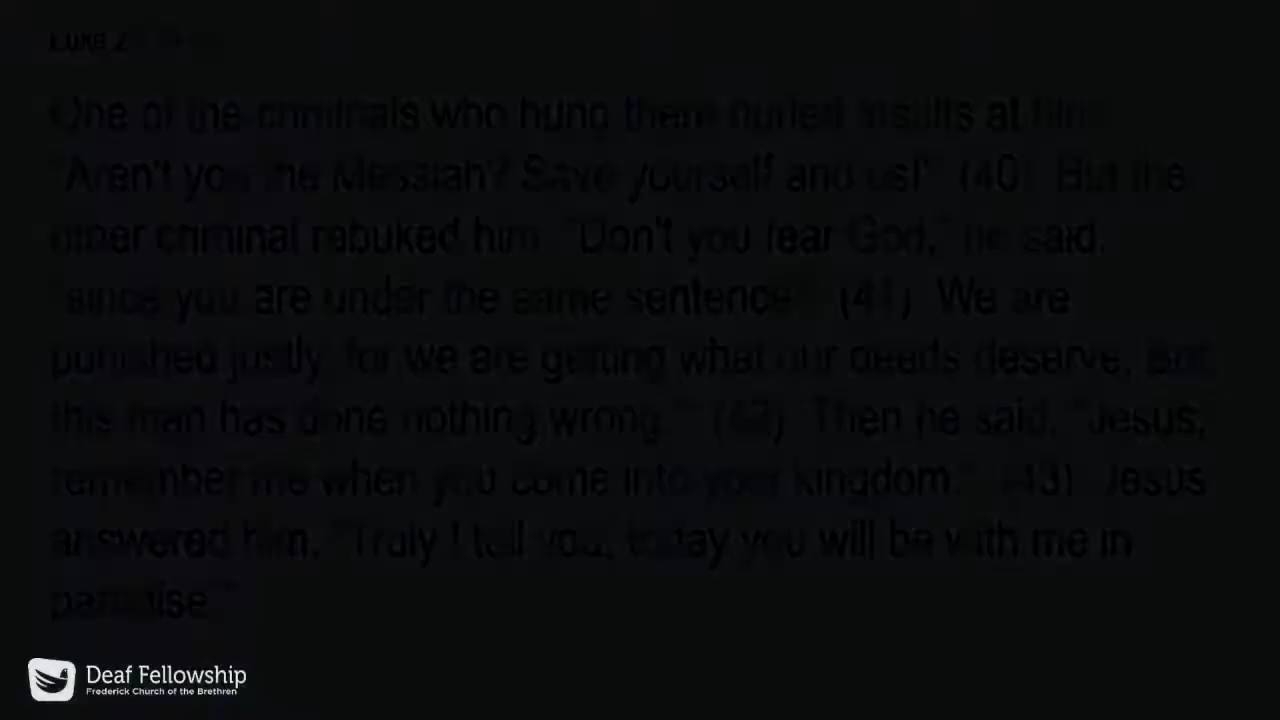 LUKE
One of the criminals who hung there hurled insults at him:
"Aren't you the Messiah? Save yourself and us!" (40) But the
other criminal rebuked him. "Don't you fear God," he said,
"since you are under the same sentence? (41) We are
punished justly, for we are getting what our deeds deserve. But
this man has done nothing wrong." (42) Then he said, "Jesus,
remember me when you come into your kingdom." (43) Jesus
answered him, "Truly I tell you, today you will be with me in
paradise."
Deaf Fellowship
Frederick Church of the Brethren